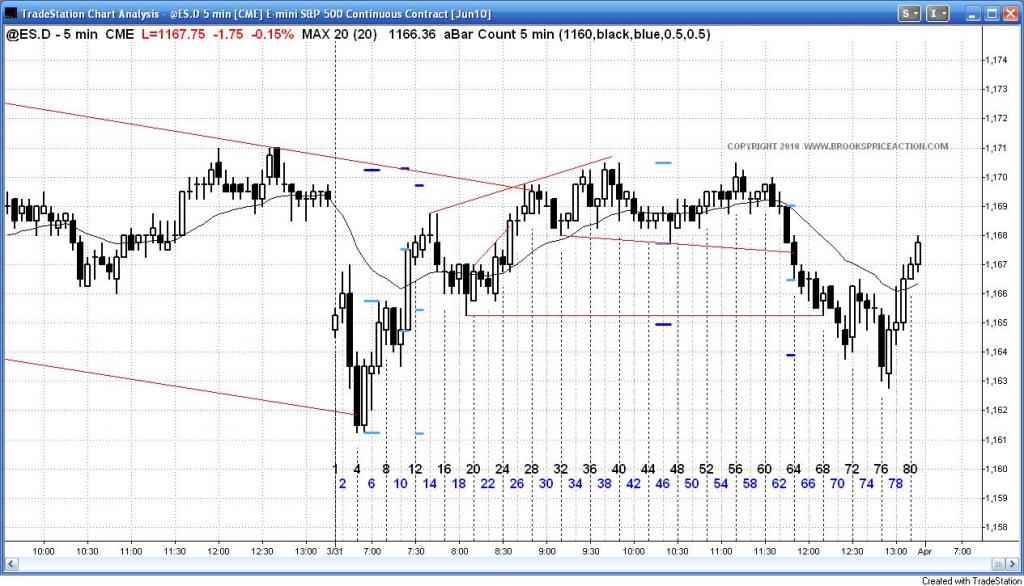 TradeStation Chart Analysis - @ES.D 5 min [CME] E-mini S&P 500 Continuous Contract [Jun10]
S
I
@ES.D - 5 min CME L=1167.75 -1.75 -0.15% MAX 20 (20) 1166.36 aBar Count 5 min (1160,black,blue,0.5,0.5)
1,174
1,173
1,172
COPYRIGHT 2010 WWW.BROOKSPRICEACTION.COM
1,171
1,170
1,169
1,168
1,167
1,166
1,165
1,164
1,163
1,162
1,161
1,160
1,159
1,158
1 4 8 12 16 20 24 28 32 36 40 44 48 52 56 60 64 68 72 76 80
2 6 10 14 18 22 26 30 34 38 42 46 50 54 58 62 66 70 74 78
10:00 10:30 11:00 11:30 12:00 12:30 13:00 3/31 7:00 7:30 8:00 8:30 9:00 9:30 10:00 10:30 11:00 11:30 12:00 12:30 13:00 Apr 7:00
Created with TradeStation